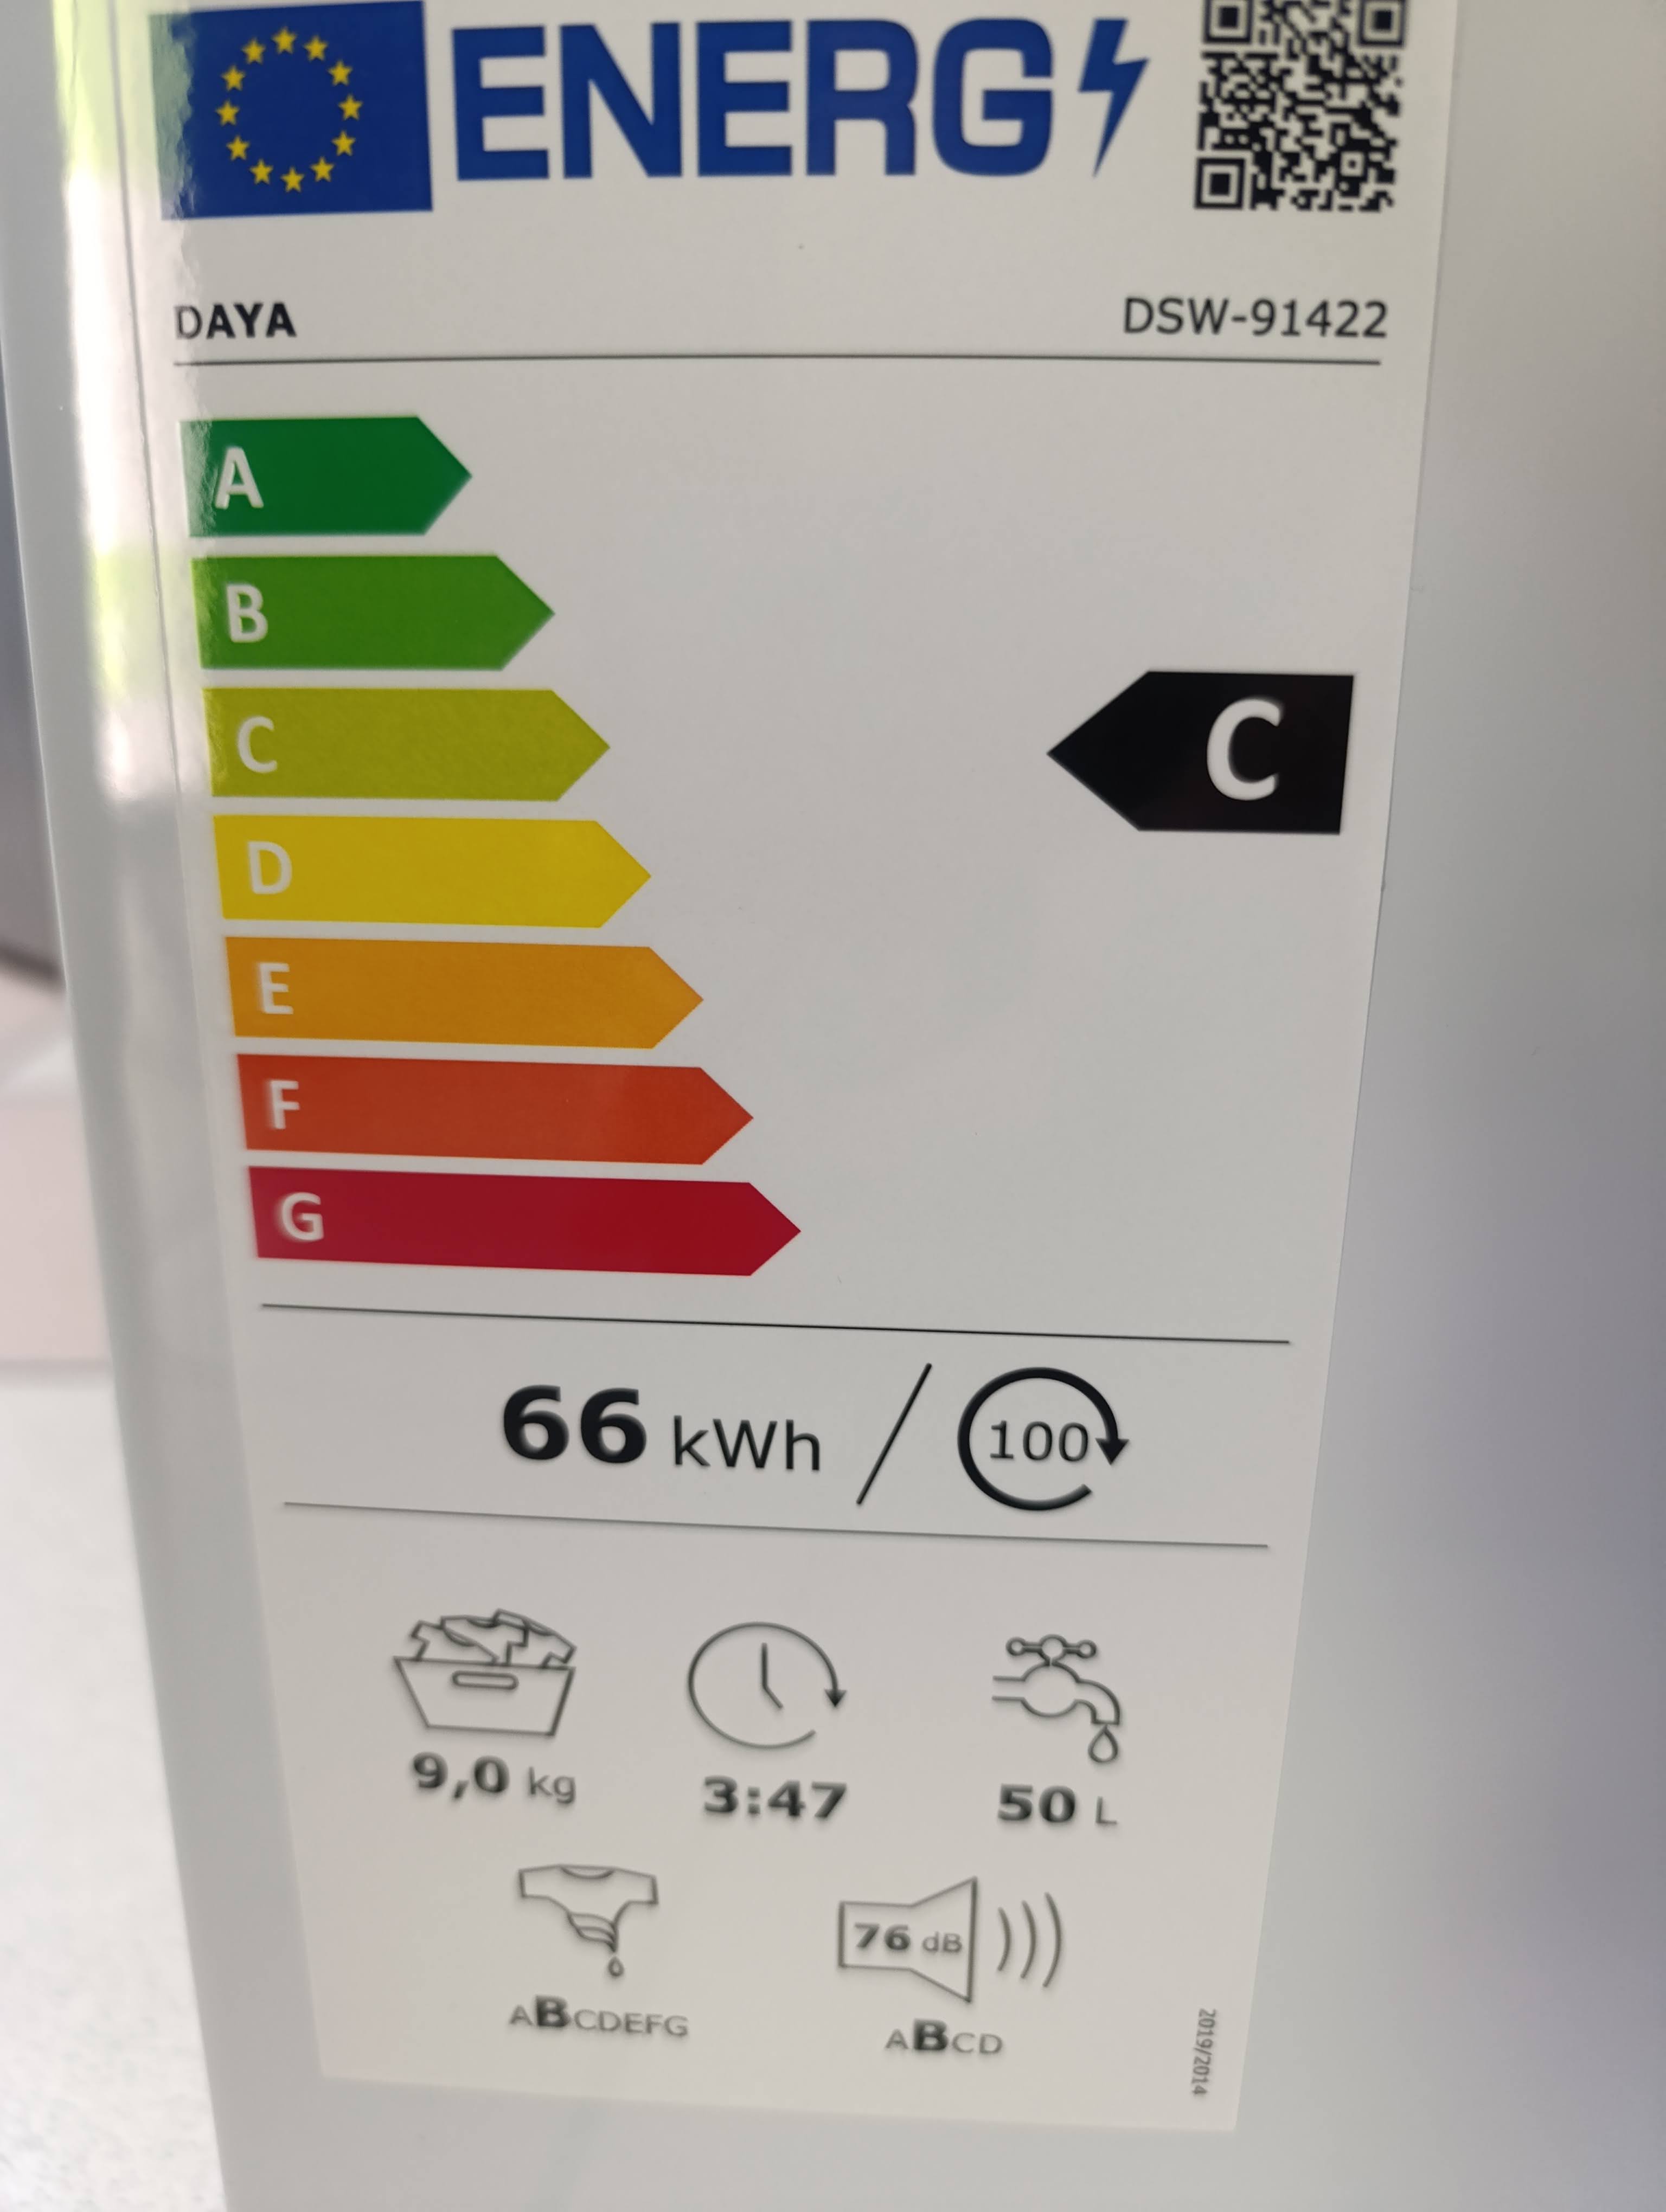 ENERG
DAYA DSW-91422
A
B
C
C
D
E
F
G
66 kWh / 100
9,0 kg 3:47 50 L
76 dB
ABCDEFG ABCD
2019/2014